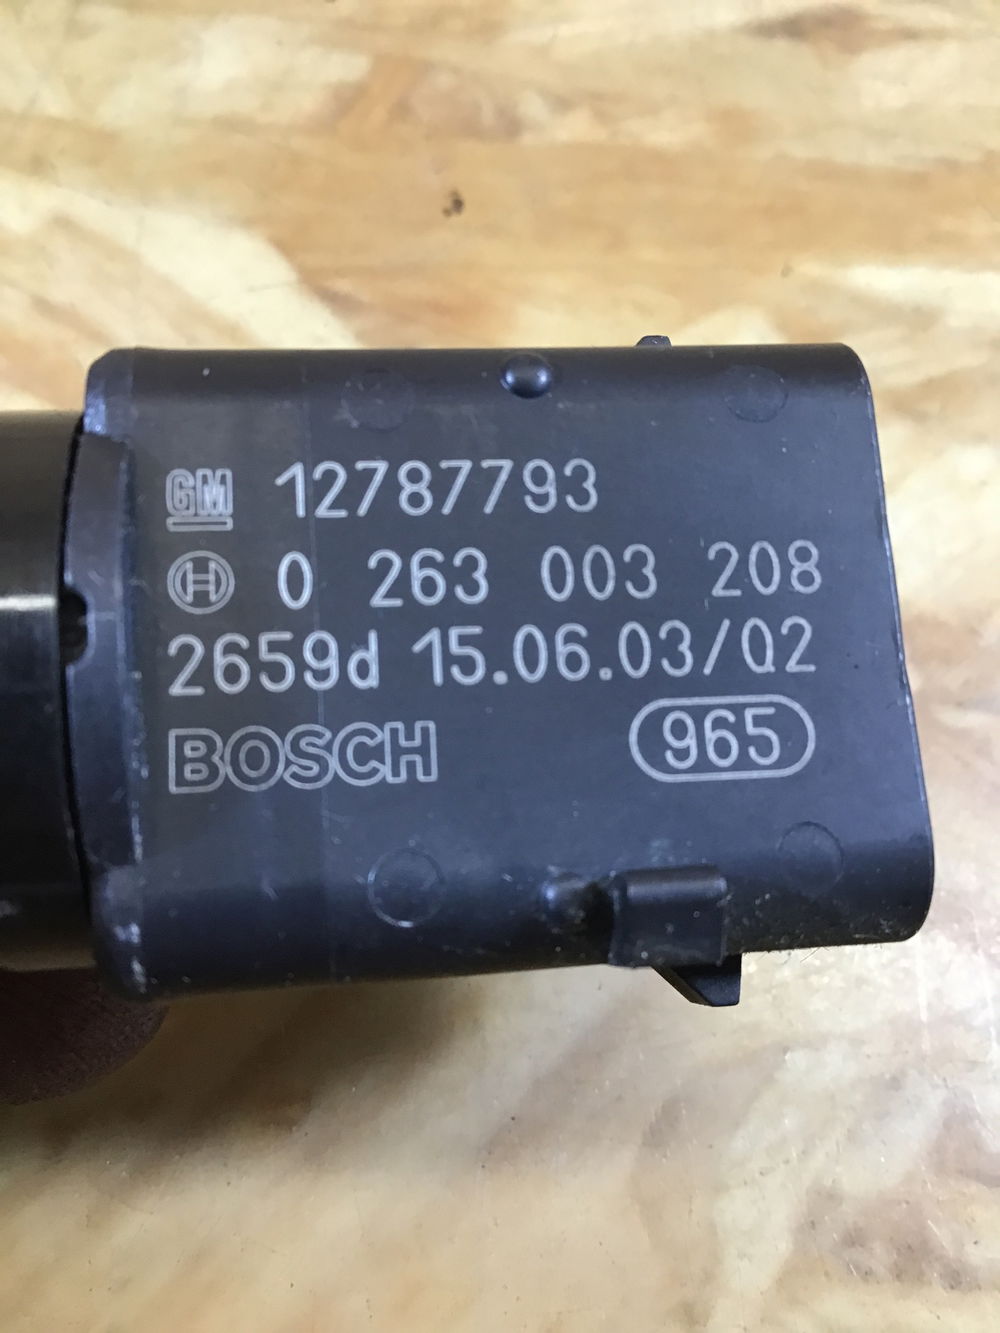 GM 12787793
H 0 263 003 208
2659d 15.06.03/Q2
BOSCH 965